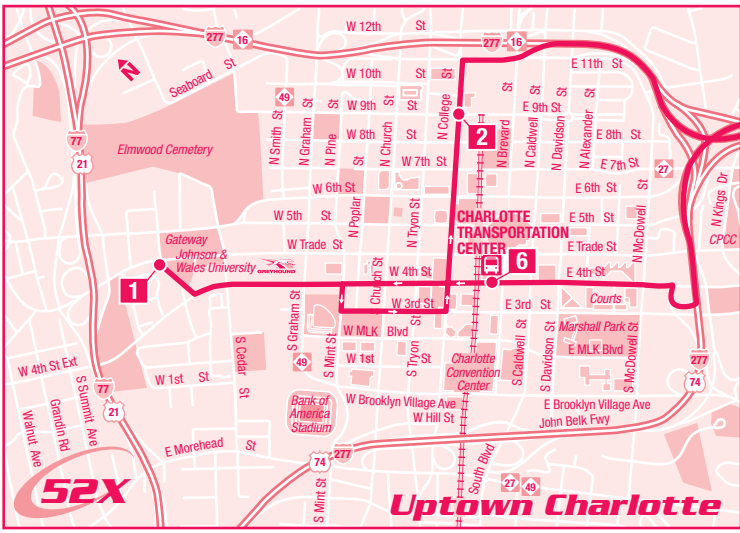 277
16
W 12th St
277
16
N
Seaboard St
W 10th St
E 11th St
49
77
21
N Smith St
N Graham St
N Pine St
W 9th St
N Church St
N College St
2
E 9th St
N Brevard St
N Caldwell St
N Davidson St
N Alexander St
W 8th St
E 8th St
Elmwood Cemetery
W 7th St
E 7th St
27
W 6th St
E 6th St
N Poplar St
N Tryon St
N McDowell St
N Kings Dr
CPCC
W 5th St
CHARLOTTE
TRANSPORTATION
CENTER
E 5th St
Gateway
Johnson &
Wales University
W Trade St
E Trade St
GREYHOUND
1
W 4th St
6
E 4th St
Church St
W 3rd St
E 3rd St
Courts
S Graham St
S Mint St
W MLK Blvd
Marshall Park
E MLK Blvd
S Cedar St
49
W 1st St
S Tryon St
Charlotte
Convention
Center
S Caldwell St
S Davidson St
S McDowell St
277
74
W 4th St Ext
77
21
W 1st St
Walnut Ave
Grandin Rd
S Summit Ave
Bank of
America
Stadium
W Brooklyn Village Ave
E Brooklyn Village Ave
W Hill St
John Belk Fwy
E Morehead St
74
277
S Mint St
South Blvd
27
49
52X
Uptown Charlotte